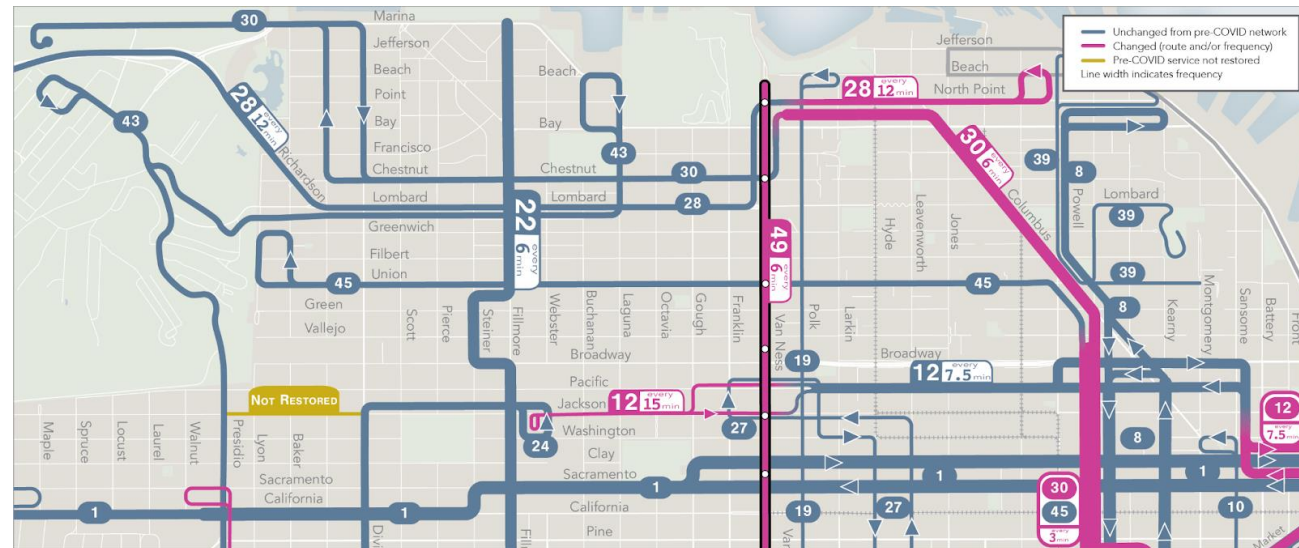 30
Marina
Jefferson
Beach
Point
Bay
Francisco
Chestnut
Lombard
Greenwich
Filbert
Union
Green
Vallejo
43
28
12 min
Richardson
Beach
Bay
43
Chestnut
30
Lombard
28
22
every
6 min
45
Scott
Pierce
Steiner
Fillmore
Webster
Buchanan
Laguna
Octavia
Gough
Franklin
Van Ness
Polk
Larkin
49
every
6 min
Jefferson
Beach
North Point
28
every
12 min
30
6 min
Columbus
Hyde
Leavenworth
Jones
39
8
Powell
Lombard
39
39
45
8
Kearny
Montgomery
Sansome
Battery
Front
Unchanged from pre-COVID network
Changed (route and/or frequency)
Pre-COVID service not restored
Line width indicates frequency
Broadway
Pacific
Jackson
Washington
Clay
Sacramento
California
Pine
12
every
15 min
19
Broadway
12
every
7.5 min
Not Restored
24
27
Maple
Spruce
Locust
Laurel
Walnut
Presidio
Lyon
Baker
Sacramento
California
1
1
1
1
1
8
12
every
7.5 min
30
45
every
3 min
19
27
10
Market